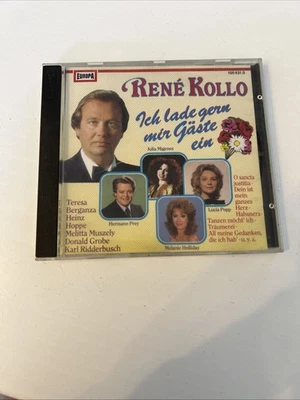 EUROPA
RENÉ KOLLO
Ich lade gern
mir Gäste
ein
Julia Migenes
Hermann Prey
Lucia Popp
Melanie Holliday
Teresa
Berganza
Heinz
Hoppe
Melitta Muszely
Donald Grobe
Karl Ridderbusch
O sancta
justitia ·
Dein ist
mein
ganzes
Herz ·
Habanera ·
Tanzen möcht' ich ·
Träumerei ·
All meine Gedanken,
die ich hab' · u. v. a.